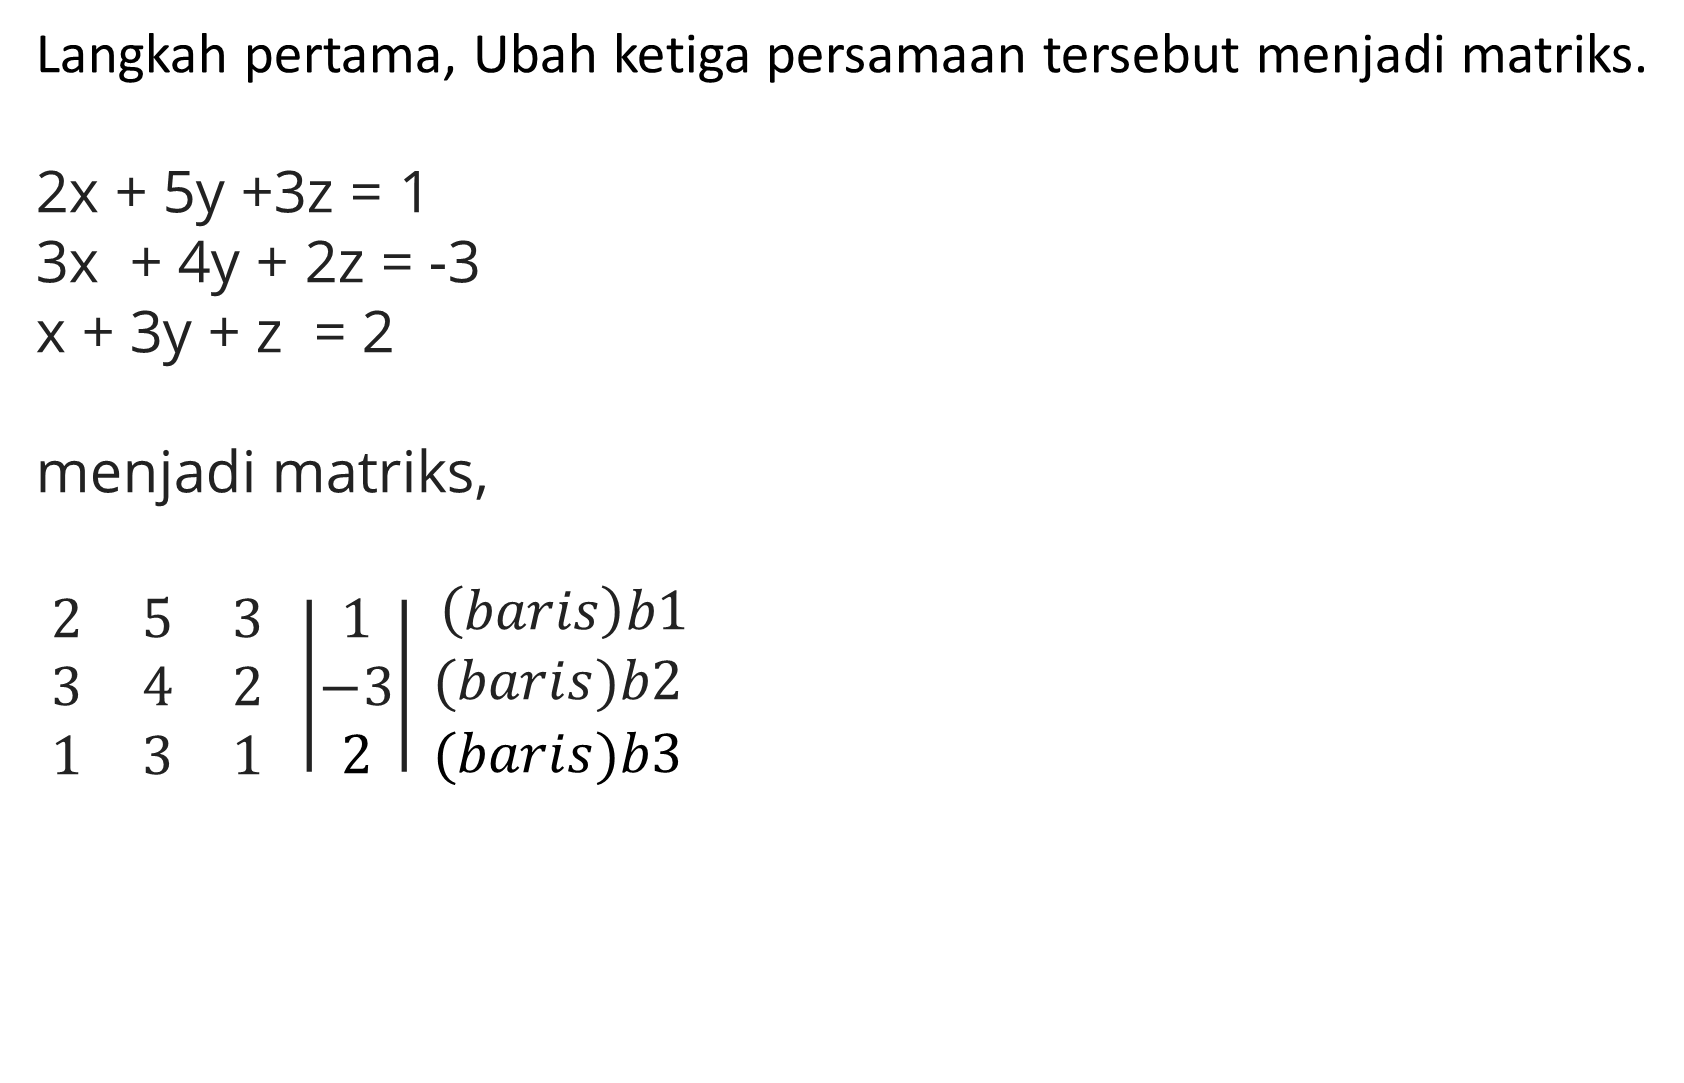 Langkah pertama, Ubah ketiga persamaan tersebut menjadi matriks.
2x + 5y +3z = 1
3x + 4y + 2z = -3
x + 3y + z = 2
menjadi matriks,
2 5 3 | 1 | (baris)b1
3 4 2 |−3| (baris)b2
1 3 1 | 2 | (baris)b3